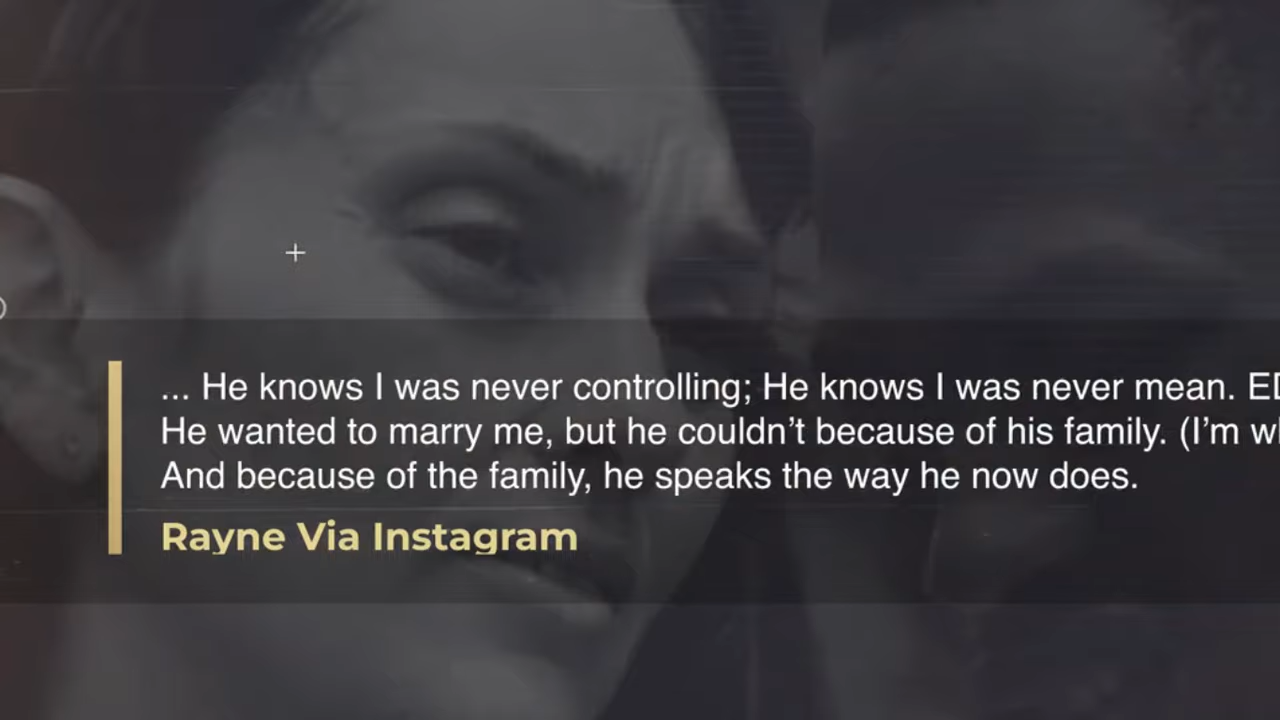 ... He knows I was never controlling; He knows I was never mean.
He wanted to marry me, but he couldn’t because of his family. (I’m
And because of the family, he speaks the way he now does.
Rayne Via Instagram